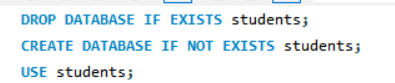 DROP DATABASE IF EXISTS students;
CREATE DATABASE IF NOT EXISTS students;
USE students;